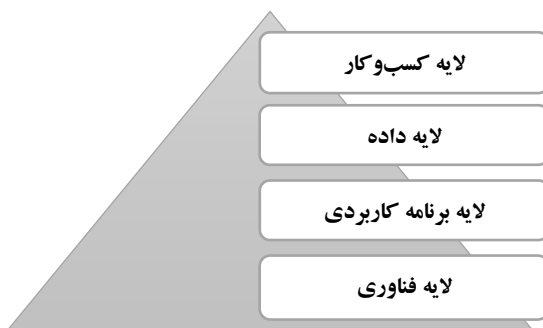 لایه کسب‌وکار
لایه داده
لایه برنامه کاربردی
لایه فناوری